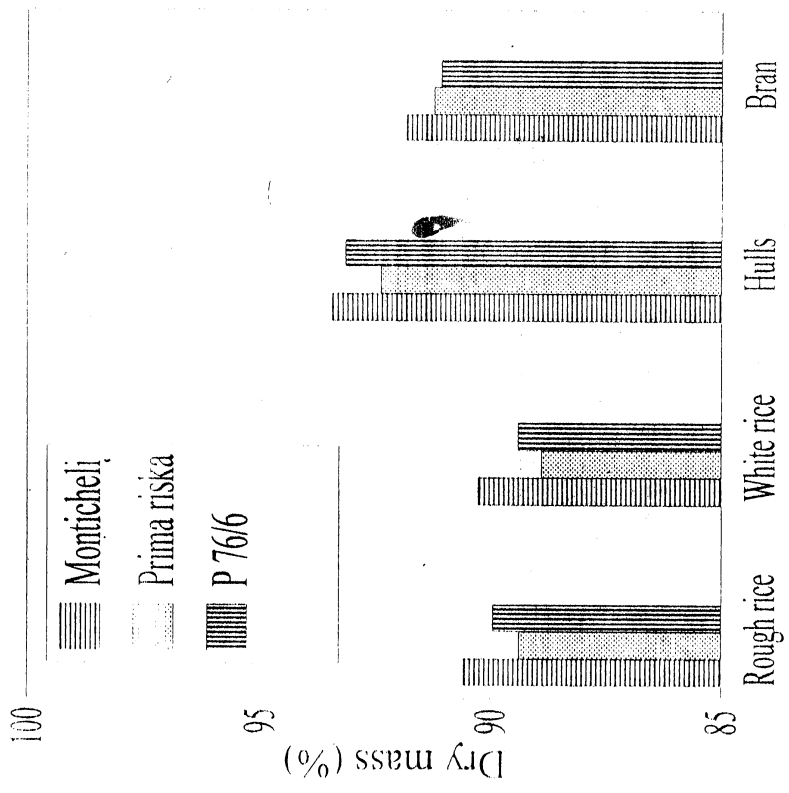 Dry mass (%)
100
95
90
85
Monticheli
Prima riska
P 76/6
Rough rice
White rice
Hulls
Bran